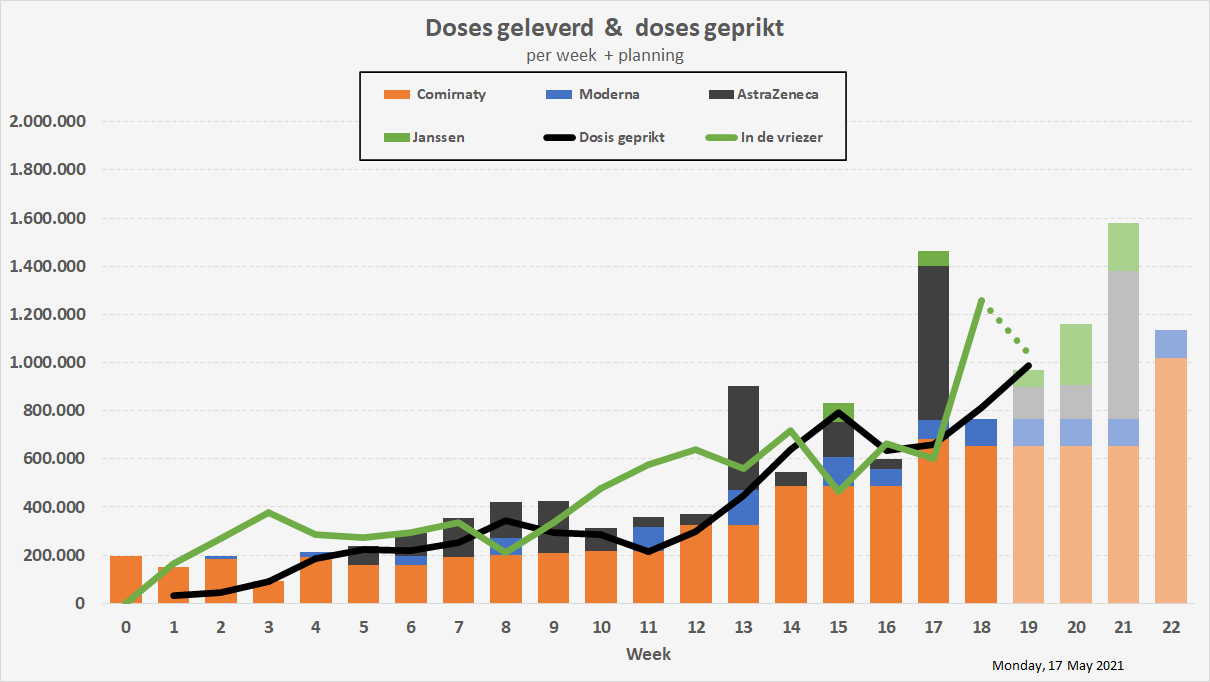 Doses geleverd & doses geprikt
per week + planning
Comirnaty Moderna AstraZeneca
Janssen Dosis geprikt In de vriezer
2.000.000
1.800.000
1.600.000
1.400.000
1.200.000
1.000.000
800.000
600.000
400.000
200.000
0
0 1 2 3 4 5 6 7 8 9 10 11 12 13 14 15 16 17 18 19 20 21 22
Week
Monday, 17 May 2021